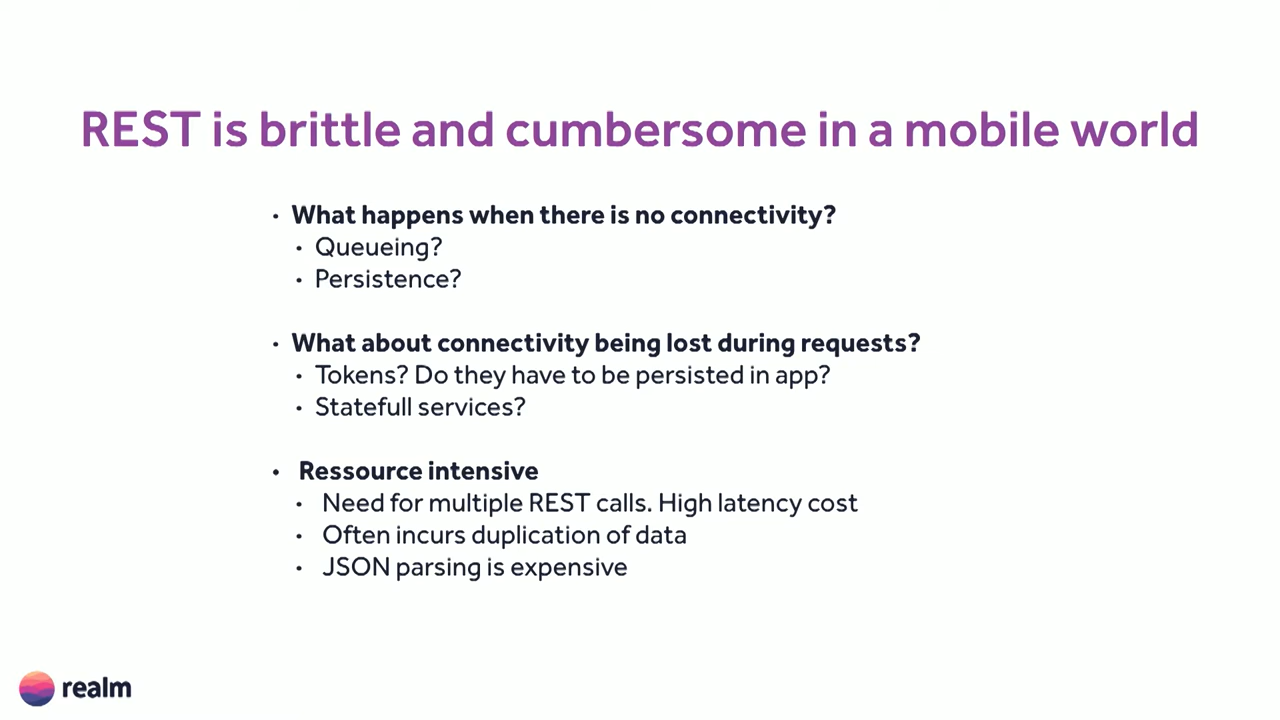 REST is brittle and cumbersome in a mobile world
• What happens when there is no connectivity?
• Queueing?
• Persistence?
• What about connectivity being lost during requests?
• Tokens? Do they have to be persisted in app?
• Statefull services?
• Ressource intensive
• Need for multiple REST calls. High latency cost
• Often incurs duplication of data
• JSON parsing is expensive
realm